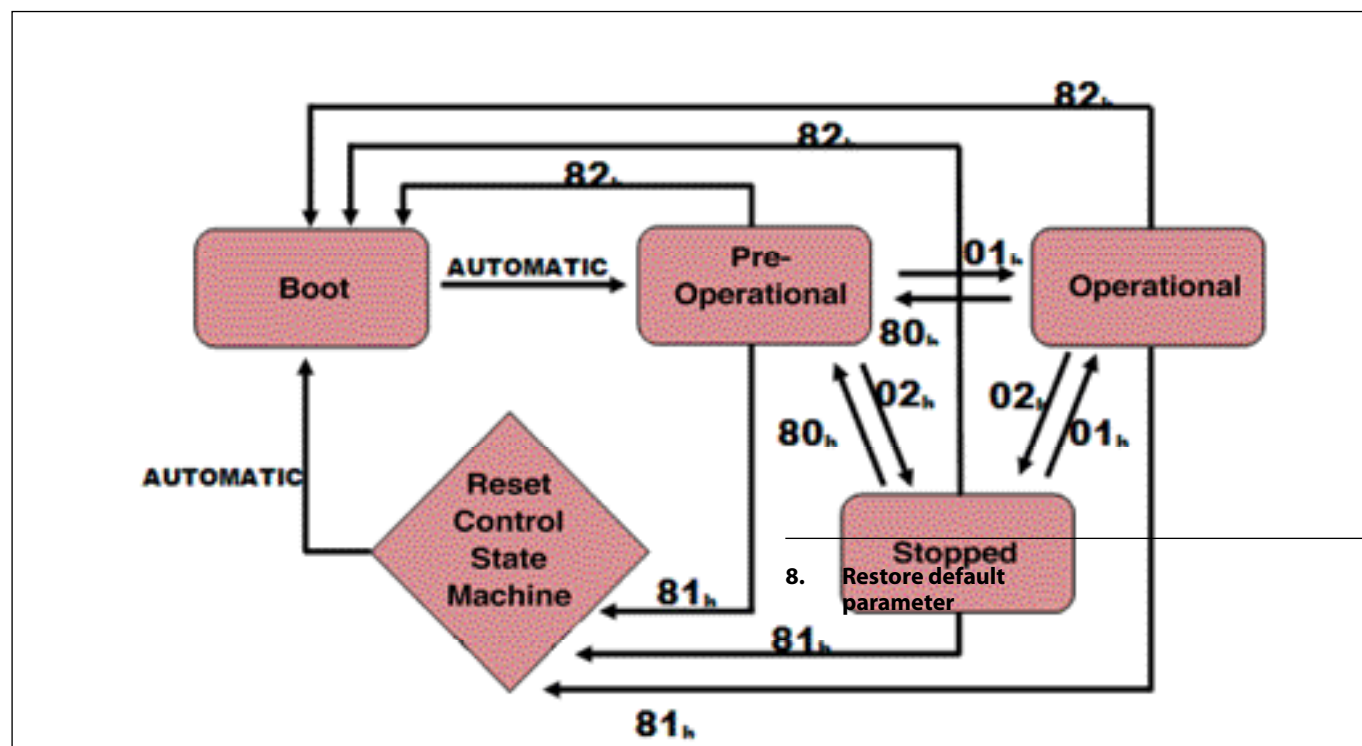 82h
82h
82h
Boot
AUTOMATIC
Pre-
Operational
01h
80h
Operational
02h
80h
02h
01h
AUTOMATIC
Reset
Control
State
Machine
Stopped
8. Restore default
parameter
81h
81h
81h